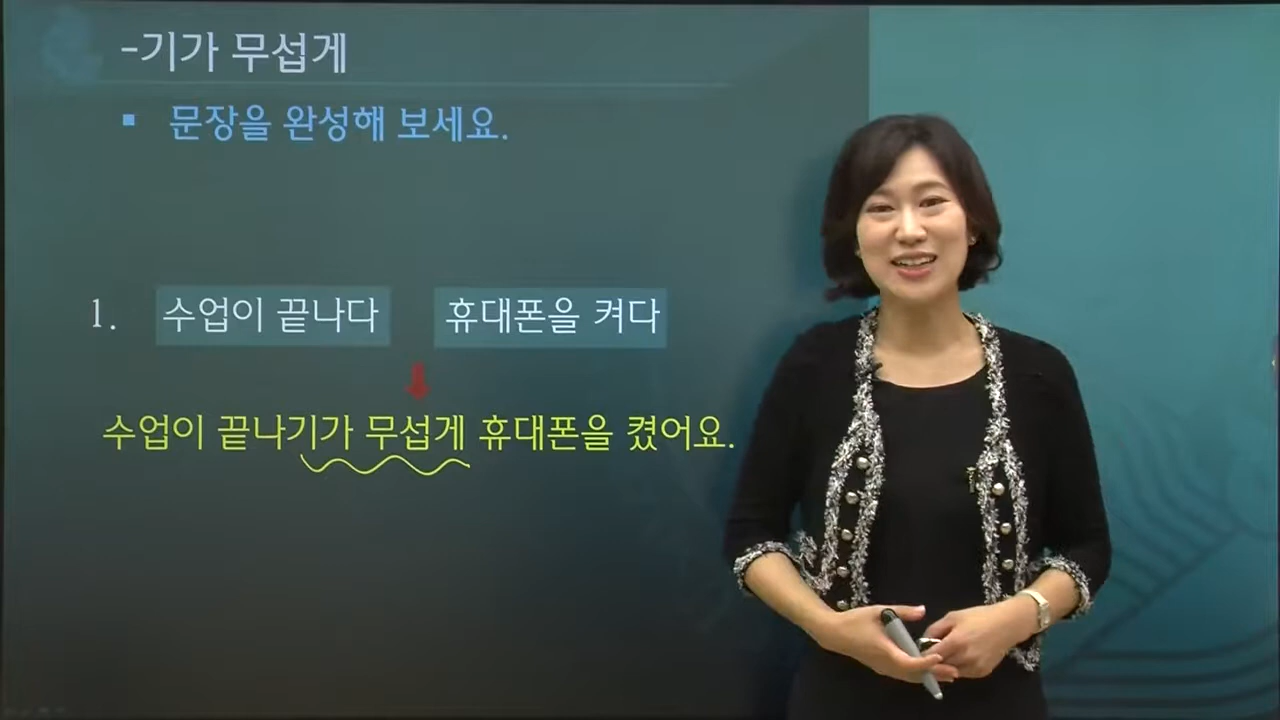 -기가 무섭게
▪ 문장을 완성해 보세요.
1. 수업이 끝나다 휴대폰을 켜다
수업이 끝나기가 무섭게 휴대폰을 켰어요.